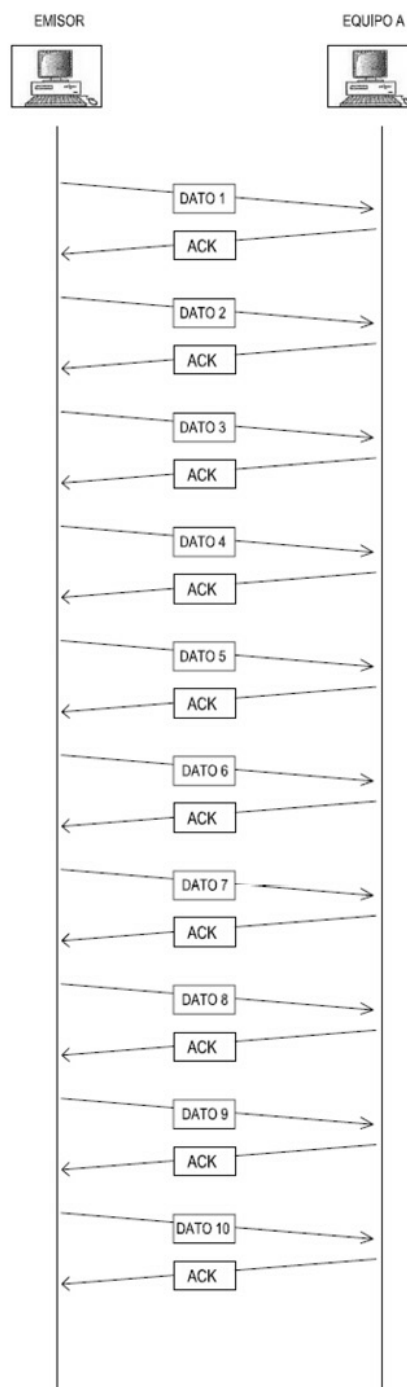 EMISOR
EQUIPO A
DATO 1
ACK
DATO 2
ACK
DATO 3
ACK
DATO 4
ACK
DATO 5
ACK
DATO 6
ACK
DATO 7
ACK
DATO 8
ACK
DATO 9
ACK
DATO 10
ACK